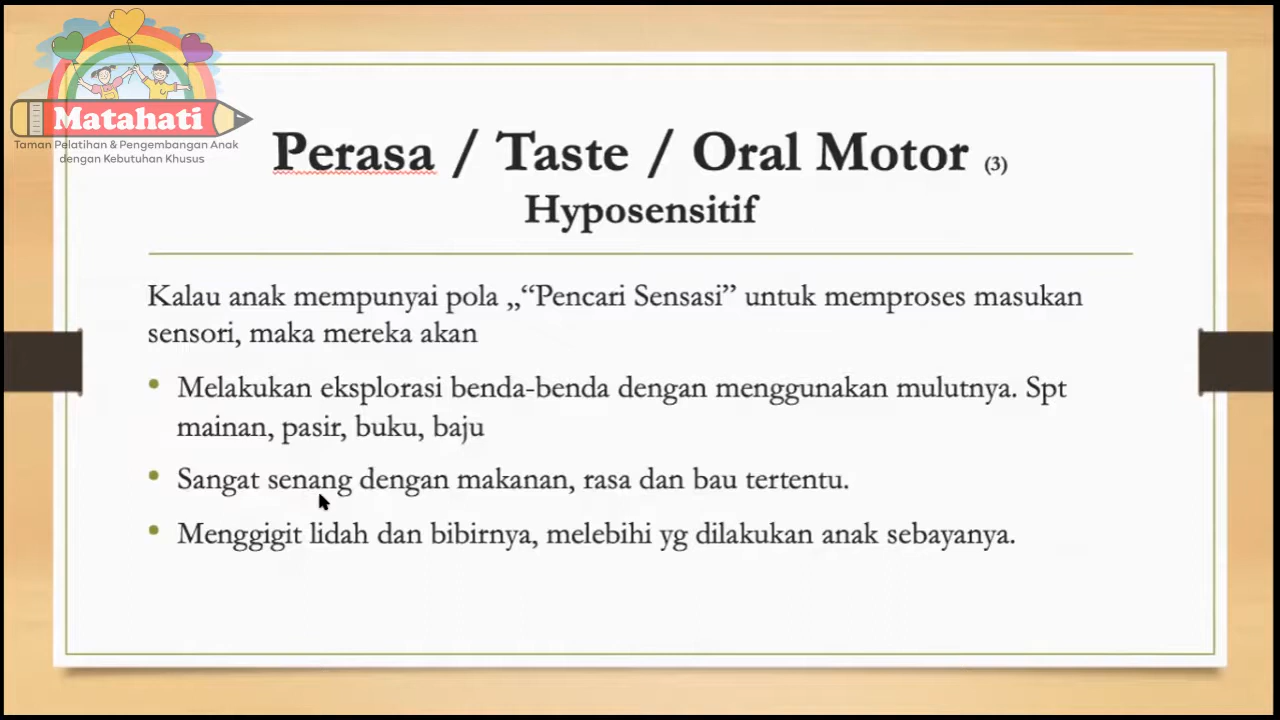 Matahati
Taman Pelatihan & Pengembangan Anak
dengan Kebutuhan Khusus
Perasa / Taste / Oral Motor (3)
Hyposensitif
Kalau anak mempunyai pola „“Pencari Sensasi” untuk memproses masukan
sensori, maka mereka akan
• Melakukan eksplorasi benda-benda dengan menggunakan mulutnya. Spt
mainan, pasir, buku, baju
• Sangat senang dengan makanan, rasa dan bau tertentu.
• Menggigit lidah dan bibirnya, melebihi yg dilakukan anak sebayanya.